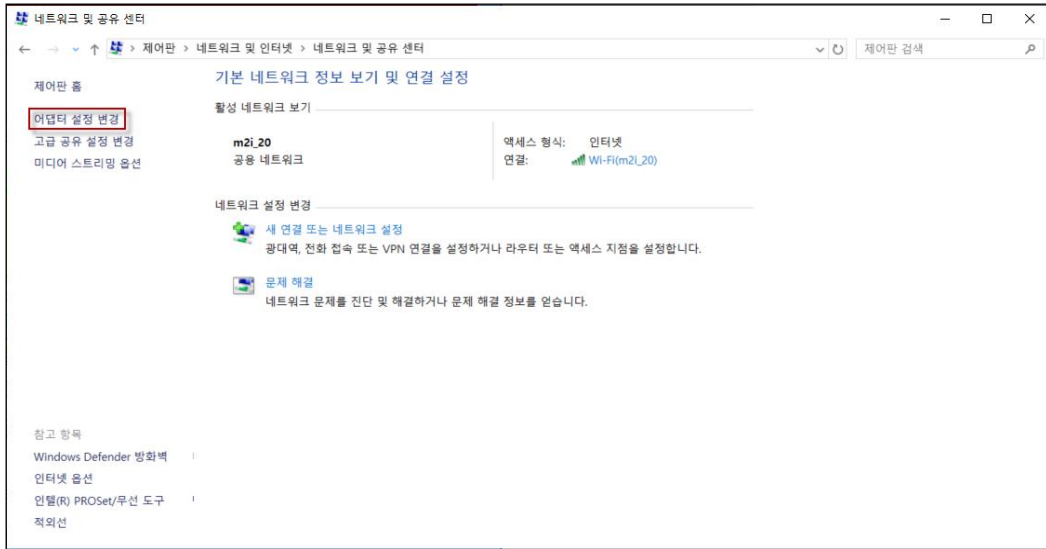 네트워크 및 공유 센터
제어판 > 네트워크 및 인터넷 > 네트워크 및 공유 센터
제어판 검색
제어판 홈
어댑터 설정 변경
고급 공유 설정 변경
미디어 스트리밍 옵션
기본 네트워크 정보 보기 및 연결 설정
활성 네트워크 보기
m2i_20
공용 네트워크
액세스 형식: 인터넷
연결: Wi-Fi(m2i_20)
네트워크 설정 변경
새 연결 또는 네트워크 설정
광대역, 전화 접속 또는 VPN 연결을 설정하거나 라우터 또는 액세스 지점을 설정합니다.
문제 해결
네트워크 문제를 진단 및 해결하거나 문제 해결 정보를 얻습니다.
참고 항목
Windows Defender 방화벽
인터넷 옵션
인텔(R) PROSet/무선 도구
적외선